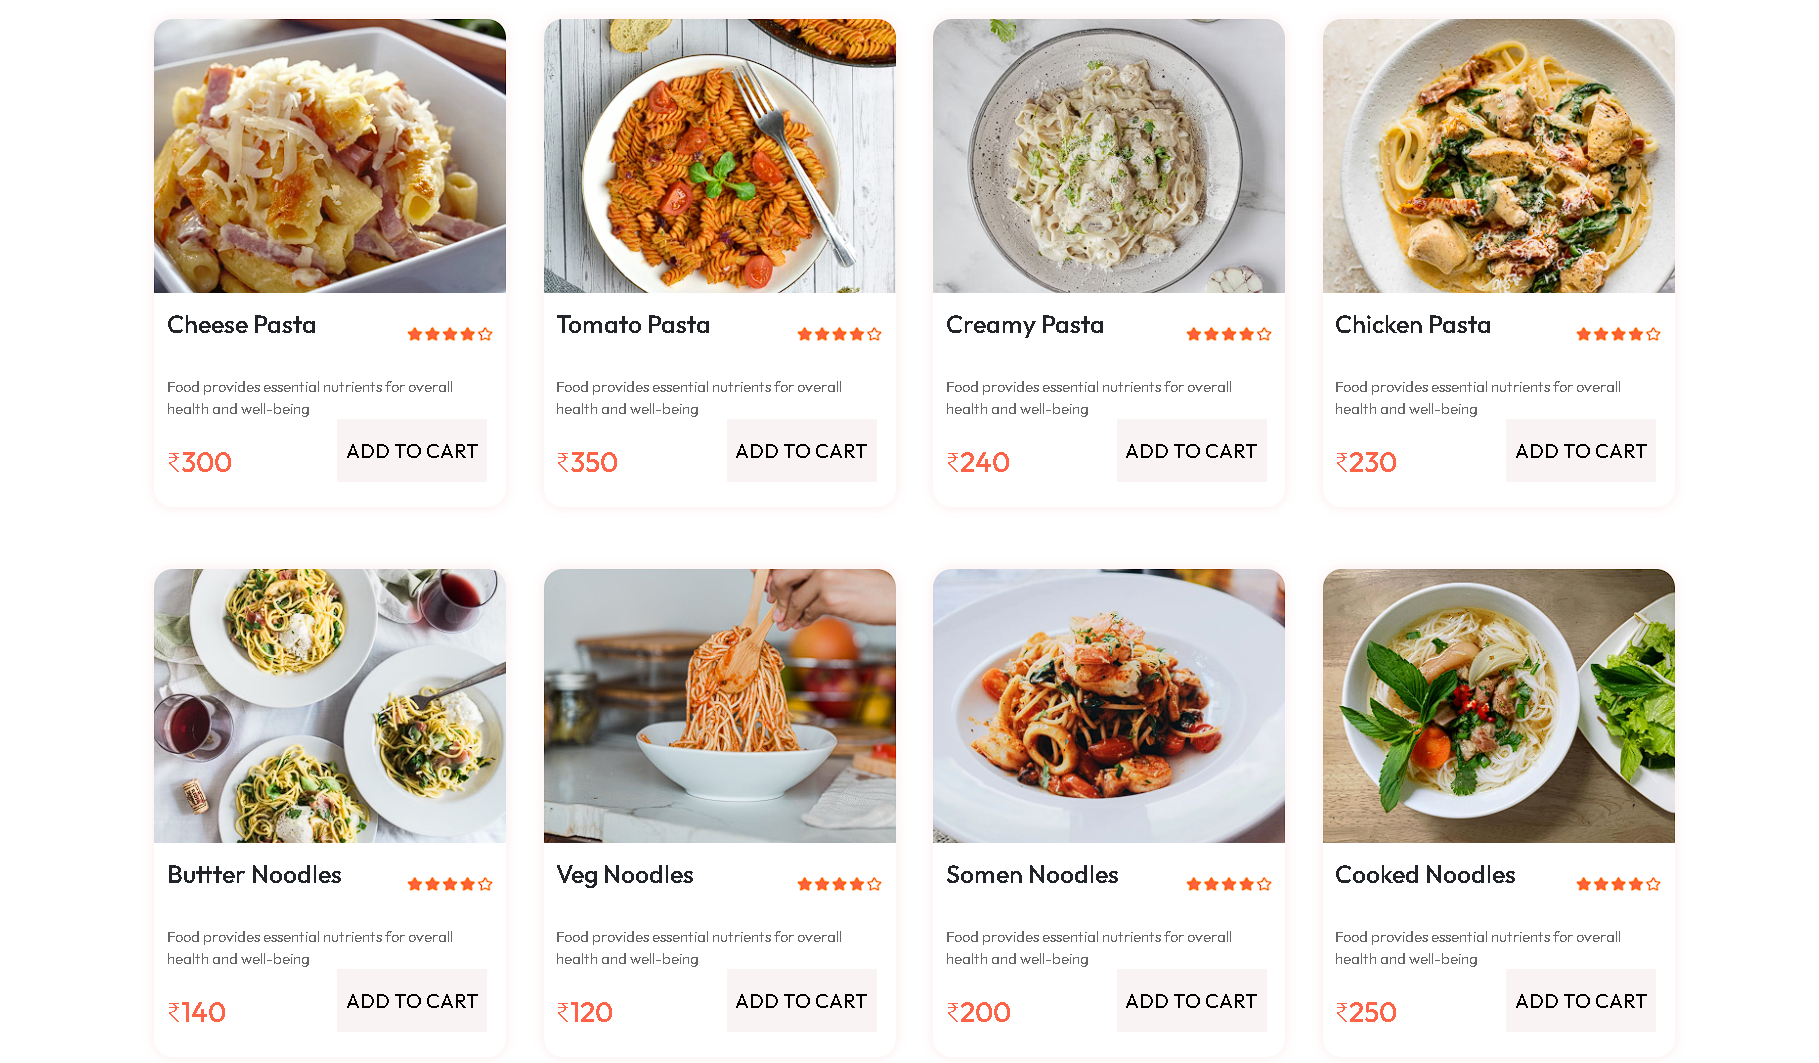 Cheese Pasta
Food provides essential nutrients for overall
health and well-being
₹300
ADD TO CART
Tomato Pasta
Food provides essential nutrients for overall
health and well-being
₹350
ADD TO CART
Creamy Pasta
Food provides essential nutrients for overall
health and well-being
₹240
ADD TO CART
Chicken Pasta
Food provides essential nutrients for overall
health and well-being
₹230
ADD TO CART
Buttter Noodles
Food provides essential nutrients for overall
health and well-being
₹140
ADD TO CART
Veg Noodles
Food provides essential nutrients for overall
health and well-being
₹120
ADD TO CART
Somen Noodles
Food provides essential nutrients for overall
health and well-being
₹200
ADD TO CART
Cooked Noodles
Food provides essential nutrients for overall
health and well-being
₹250
ADD TO CART